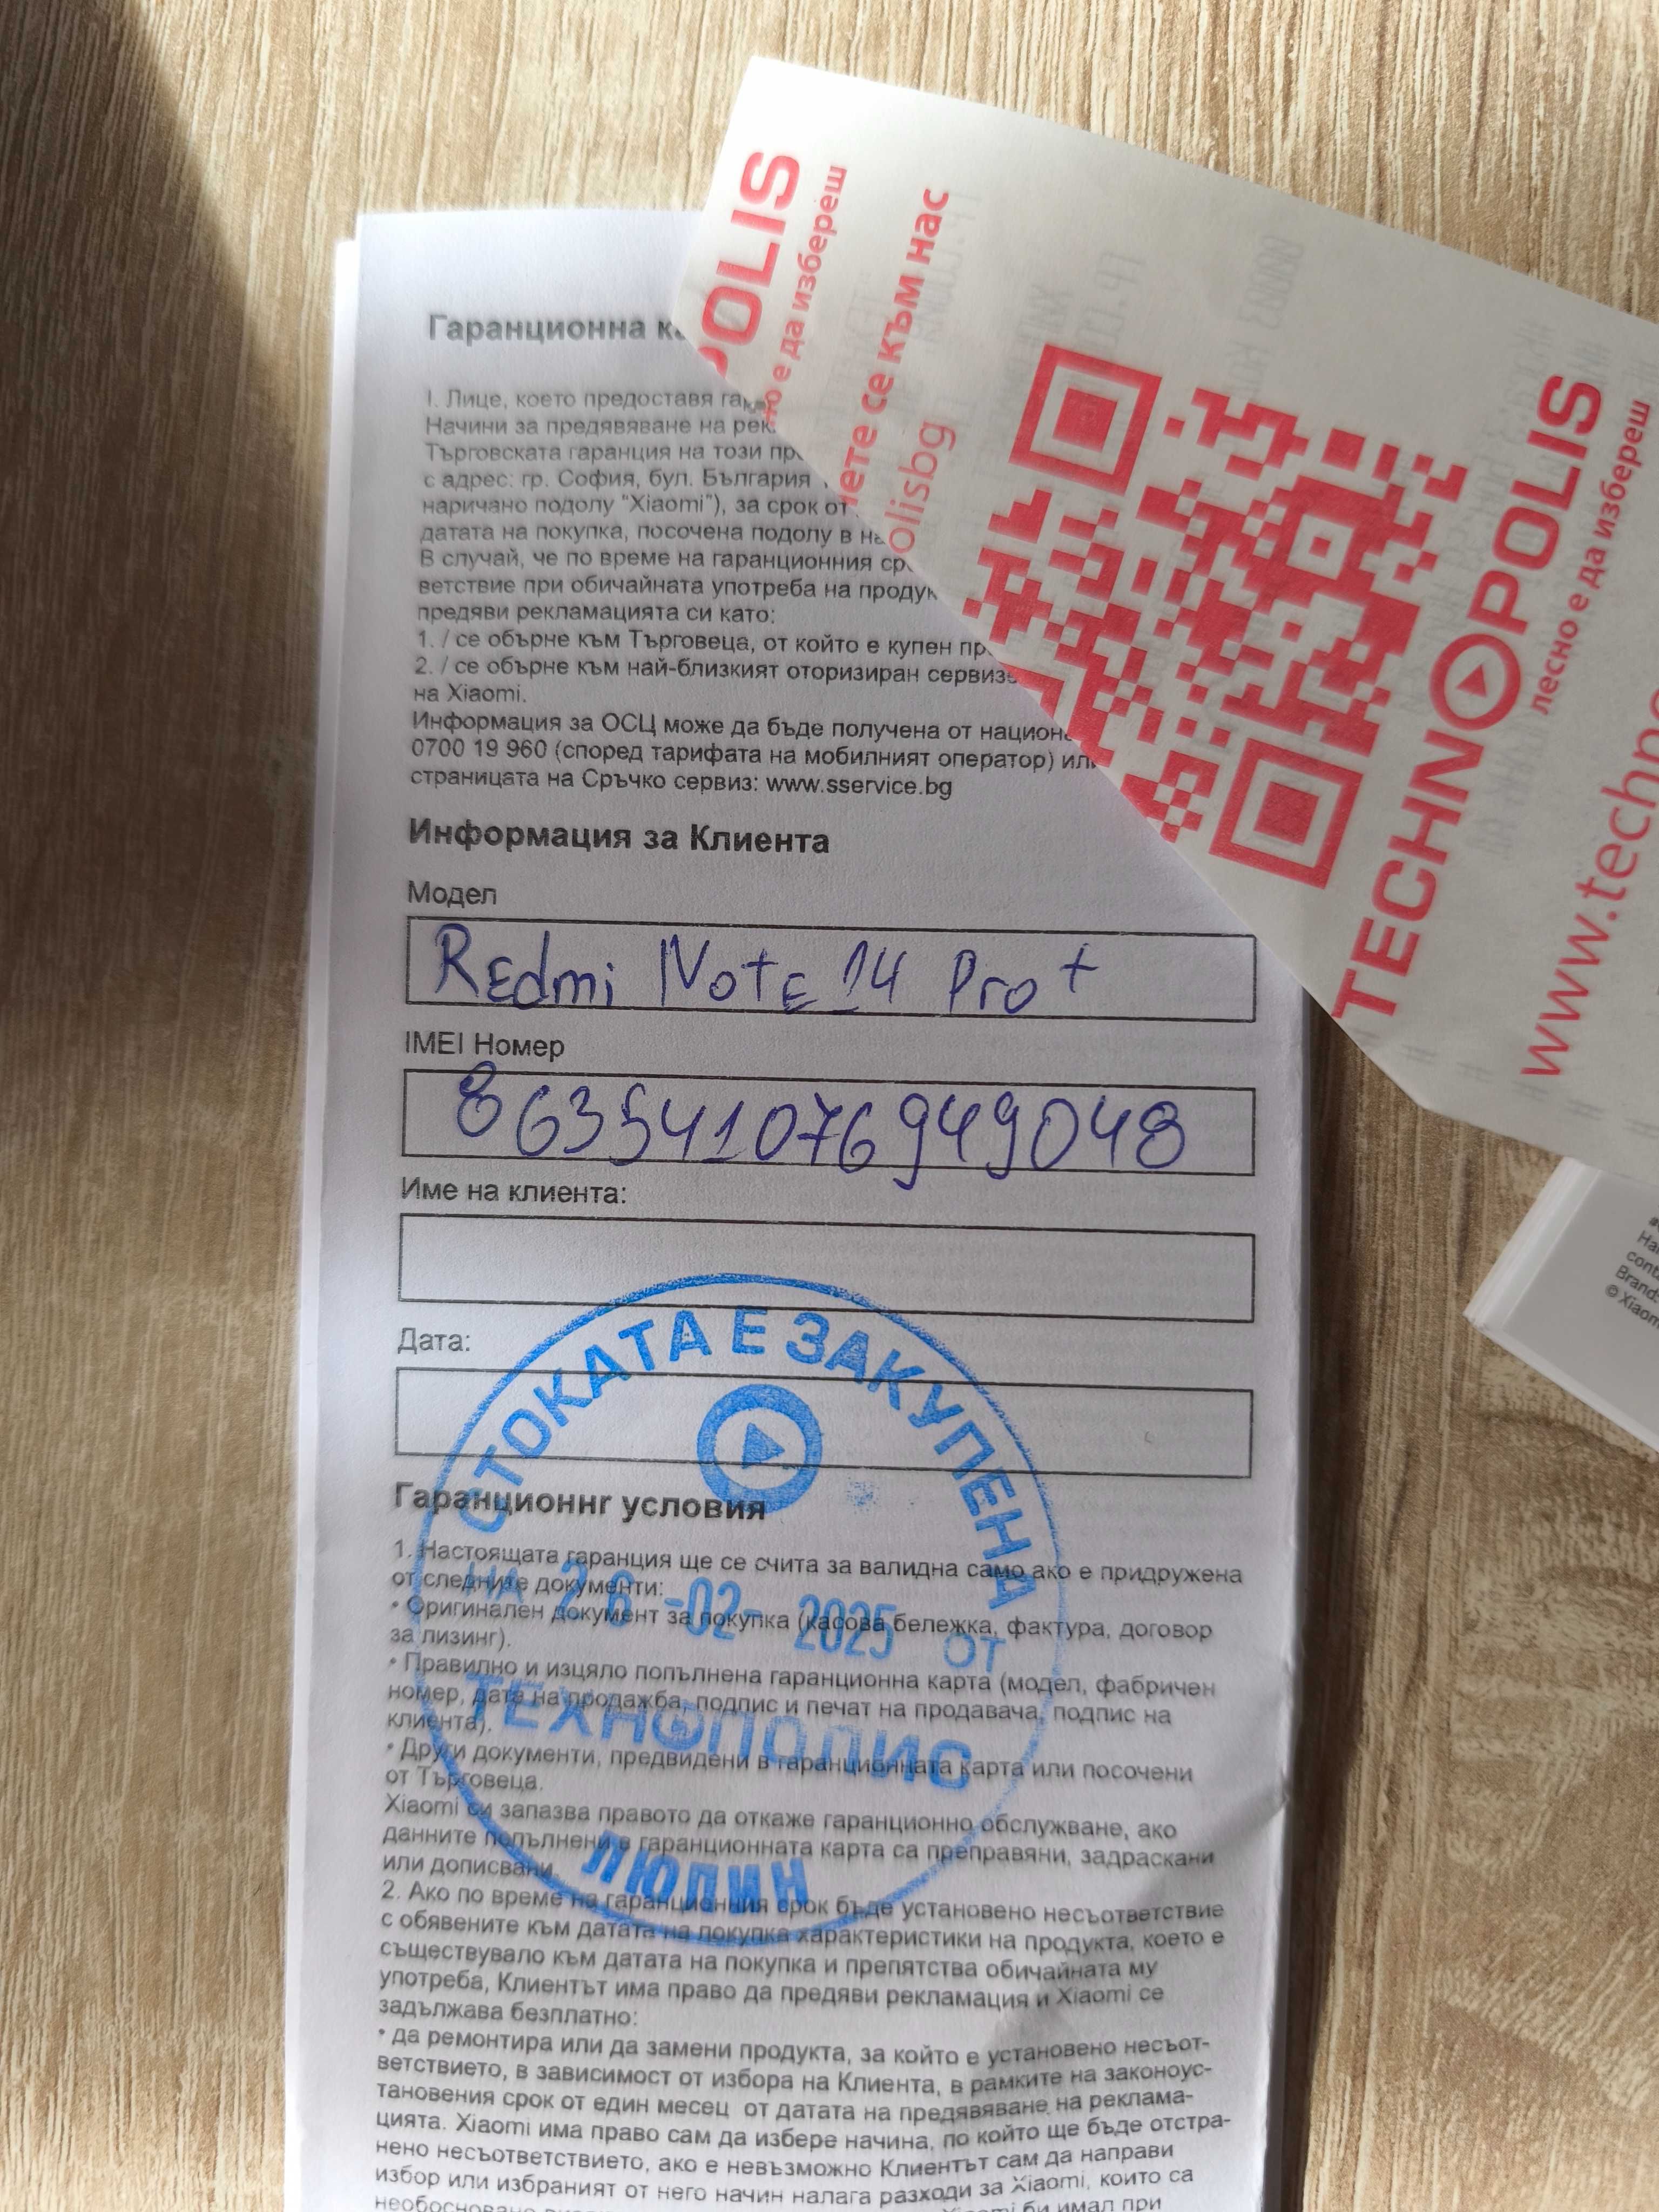 Гаранционна
I. Лице, което предоставя
Начини за предявяване на
Търговската гаранция на този
с адрес: гр. София, бул. България
наричано подолу "Xiaomi"), за срок от
датата на покупка, посочена подолу в
В случай, че по време на гаранционния
ветствие при обичайната употреба на
предяви рекламацията си като:
1. / се обърне към Търговеца, от който е купен
2. / се обърне към най-близкият оторизиран
на Xiaomi.
Информация за ОСЦ може да бъде получена от
0700 19 960 (според тарифата на мобилният оператор) или
страницата на Сръчко сервиз: www.sservice.bg
Информация за Клиента
Модел
Redmi Note 14 Pro+
IMEI Номер
863541076949048
Име на клиента:
Дата:
Гаранционнг условия
1. Настоящата гаранция ще се счита за валидна само ако е придружена
от следните документи:
• Оригинален документ за покупка (касова бележка, фактура, договор
за лизинг).
• Правилно и изцяло попълнена гаранционна карта (модел, фабричен
номер, дата на продажба, подпис и печат на продавача, подпис на
клиента).
• Други документи, предвидени в гаранционната карта или посочени
от Търговеца.
Xiaomi си запазва правото да откаже гаранционно обслужване, ако
данните попълнени в гаранционната карта са преправяни, задраскани
или дописвани.
2. Ако по време на гаранционния срок бъде установено несъответствие
с обявените към датата на покупка характеристики на продукта, което е
съществувало към датата на покупка и препятства обичайната му
употреба, Клиентът има право да предяви рекламация и Xiaomi се
задължава безплатно:
• да ремонтира или да замени продукта, за който е установено несъот-
ветствието, в зависимост от избора на Клиента, в рамките на законоус-
тановения срок от един месец от датата на предявяване на реклама-
цията. Xiaomi има право сам да избере начина, по който ще бъде отстра-
нено несъответствието, ако е невъзможно Клиентът сам да направи
избор или избраният от него начин налага разходи за Xiaomi, които са
СТОКАТА Е ЗАКУПЕНА
НА 26 -02- 2025 ОТ
ТЕХНОПОЛИС
ЛЮЛИН
POLIS
но е да избереш
се към нас
olisbg
TECHNOPOLIS
лесно е да избереш
www.techno
cont
Brand
© Xiaom